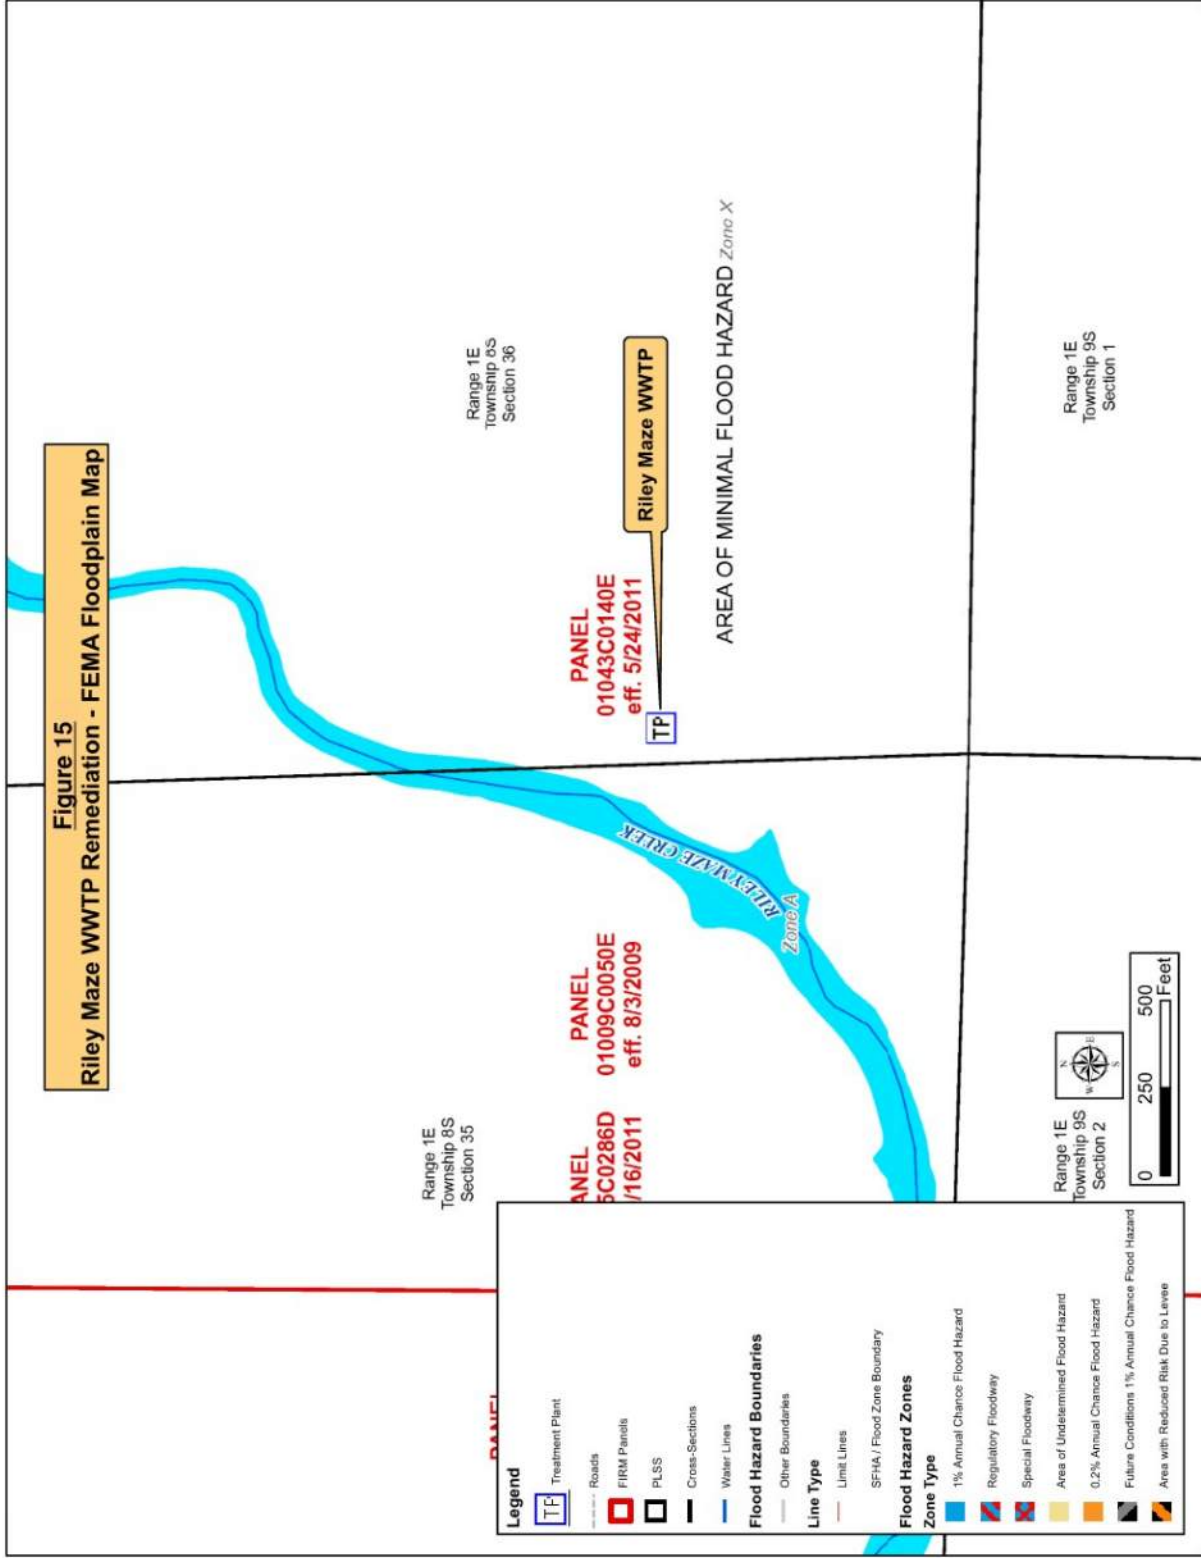 Figure 15
Riley Maze WWTP Remediation - FEMA Floodplain Map
Range 1E
Township 8S
Section 35
Range 1E
Township 8S
Section 36
PANEL
ANEL
5C0286D
/16/2011
PANEL
01009C0050E
eff. 8/3/2009
PANEL
01043C0140E
eff. 5/24/2011
TP
Riley Maze WWTP
RILEY MAZE CREEK
Zone A
AREA OF MINIMAL FLOOD HAZARD Zone X
Range 1E
Township 9S
Section 2
Range 1E
Township 9S
Section 1
N
W E
S
0 250 500
Feet
Legend
TP Treatment Plant
Roads
FIRM Panels
PLSS
Cross-Sections
Water Lines
Flood Hazard Boundaries
Other Boundaries
Line Type
Limit Lines
SFHA / Flood Zone Boundary
Flood Hazard Zones
Zone Type
1% Annual Chance Flood Hazard
Regulatory Floodway
Special Floodway
Area of Undetermined Flood Hazard
0.2% Annual Chance Flood Hazard
Future Conditions 1% Annual Chance Flood Hazard
Area with Reduced Risk Due to Levee